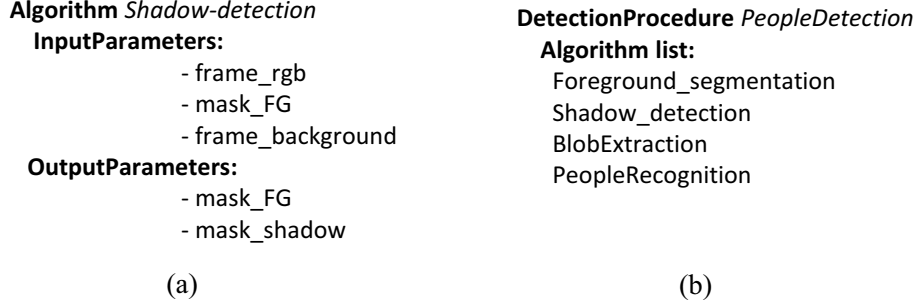 Algorithm Shadow-detection
InputParameters:
- frame_rgb
- mask_FG
- frame_background
OutputParameters:
- mask_FG
- mask_shadow
(a)
DetectionProcedure PeopleDetection
Algorithm list:
Foreground_segmentation
Shadow_detection
BlobExtraction
PeopleRecognition
(b)